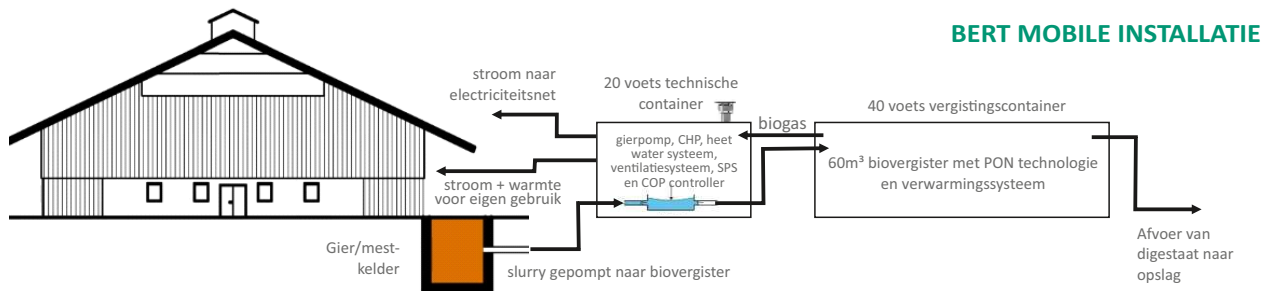 BERT MOBILE INSTALLATIE
stroom naar
electriciteitsnet
20 voets technische
container
40 voets vergistingscontainer
biogas
gierpomp, CHP, heet
water systeem,
ventilatiesysteem, SPS
en COP controller
60m³ biovergister met PON technologie
en verwarmingssysteem
stroom + warmte
voor eigen gebruik
Gier/mest-
kelder
slurry gepompt naar biovergister
Afvoer van
digestaat naar
opslag